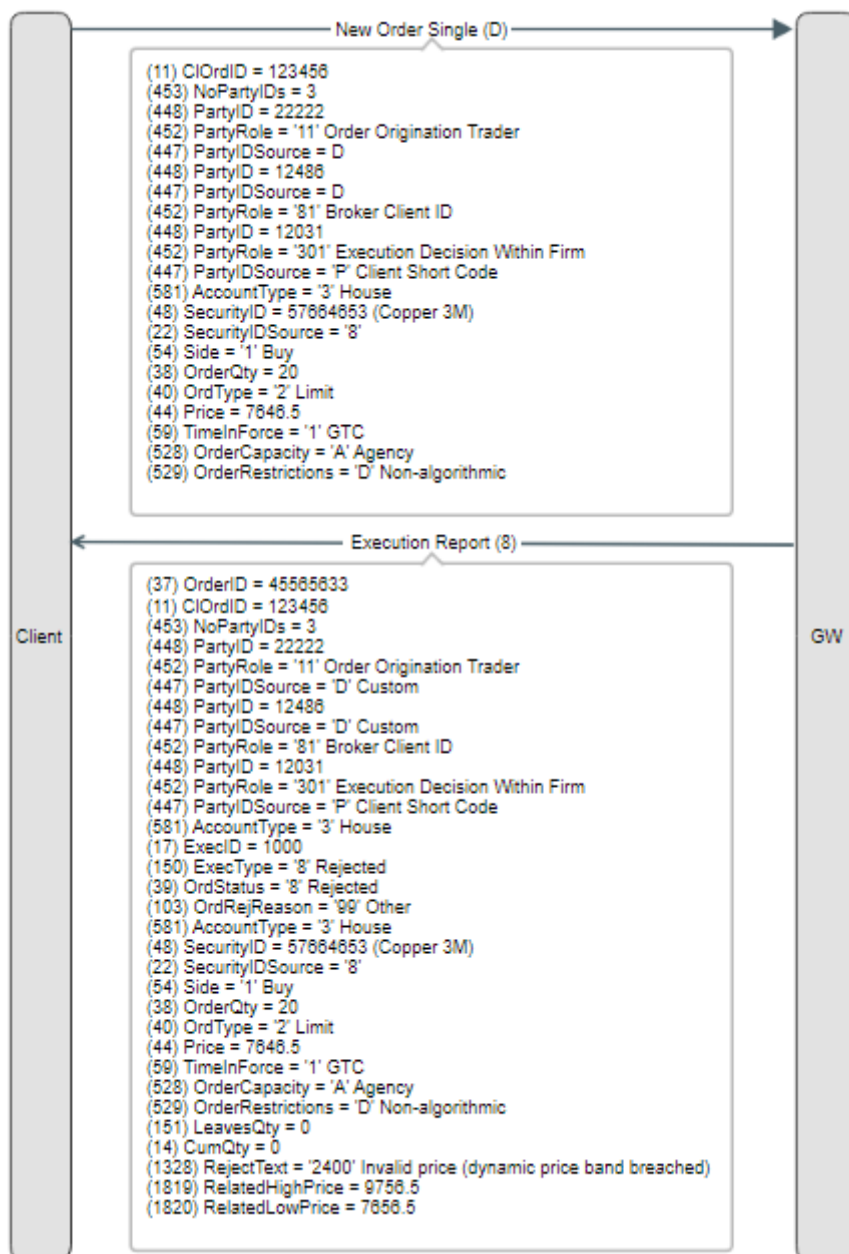 New Order Single (D)
(11) ClOrdID = 123456
(453) NoPartyIDs = 3
(448) PartyID = 22222
(452) PartyRole = '11' Order Origination Trader
(447) PartyIDSource = D
(448) PartyID = 12486
(447) PartyIDSource = D
(452) PartyRole = '81' Broker Client ID
(448) PartyID = 12031
(452) PartyRole = '301' Execution Decision Within Firm
(447) PartyIDSource = 'P' Client Short Code
(581) AccountType = '3' House
(48) SecurityID = 57664653 (Copper 3M)
(22) SecurityIDSource = '8'
(54) Side = '1' Buy
(38) OrderQty = 20
(40) OrdType = '2' Limit
(44) Price = 7646.5
(59) TimeInForce = '1' GTC
(528) OrderCapacity = 'A' Agency
(529) OrderRestrictions = 'D' Non-algorithmic
Execution Report (8)
(37) OrderID = 45565633
(11) ClOrdID = 123456
(453) NoPartyIDs = 3
(448) PartyID = 22222
(452) PartyRole = '11' Order Origination Trader
(447) PartyIDSource = 'D' Custom
(448) PartyID = 12486
(447) PartyIDSource = 'D' Custom
(452) PartyRole = '81' Broker Client ID
(448) PartyID = 12031
(452) PartyRole = '301' Execution Decision Within Firm
(447) PartyIDSource = 'P' Client Short Code
(581) AccountType = '3' House
(17) ExecID = 1000
(150) ExecType = '8' Rejected
(39) OrdStatus = '8' Rejected
(103) OrdRejReason = '99' Other
(581) AccountType = '3' House
(48) SecurityID = 57664653 (Copper 3M)
(22) SecurityIDSource = '8'
(54) Side = '1' Buy
(38) OrderQty = 20
(40) OrdType = '2' Limit
(44) Price = 7646.5
(59) TimeInForce = '1' GTC
(528) OrderCapacity = 'A' Agency
(529) OrderRestrictions = 'D' Non-algorithmic
(151) LeavesQty = 0
(14) CumQty = 0
(1328) RejectText = '2400' Invalid price (dynamic price band breached)
(1819) RelatedHighPrice = 9756.5
(1820) RelatedLowPrice = 7656.5
Client
GW